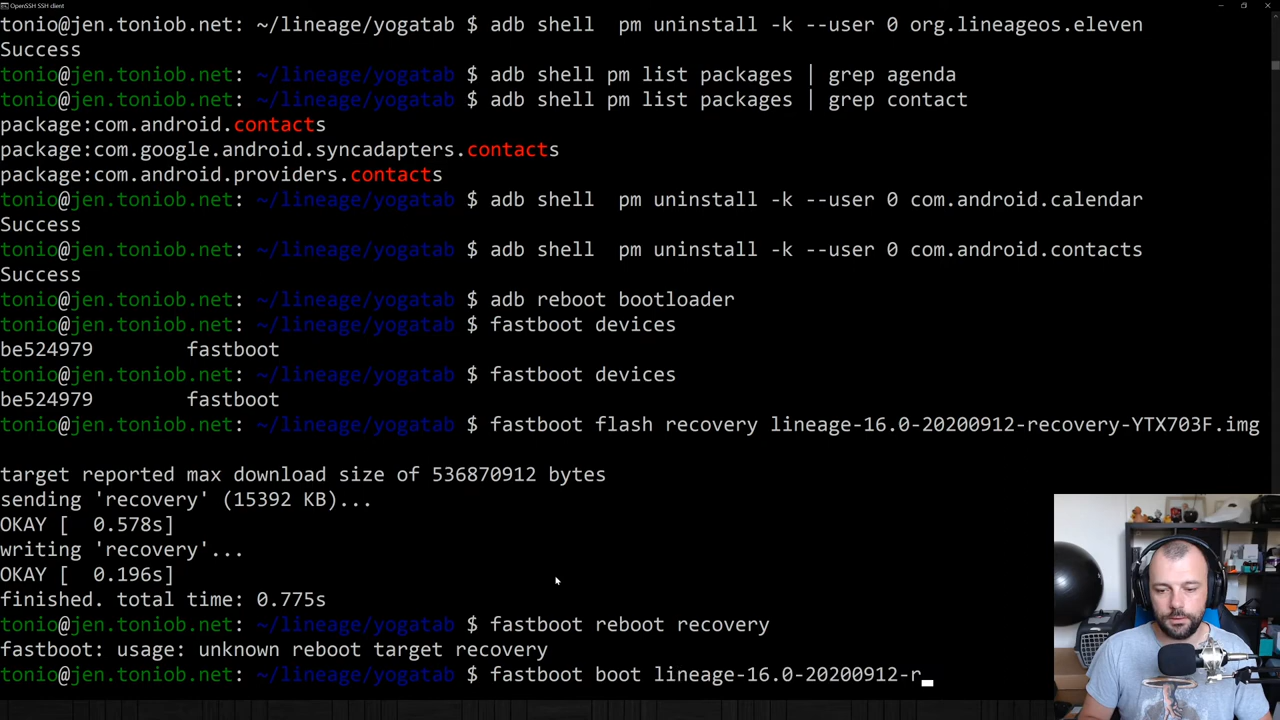 OpenSSH SSH client
tonio@jen.toniob.net: ~/lineage/yogatab $ adb shell  pm uninstall -k --user 0 org.lineageos.eleven
Success
tonio@jen.toniob.net: ~/lineage/yogatab $ adb shell pm list packages | grep agenda
tonio@jen.toniob.net: ~/lineage/yogatab $ adb shell pm list packages | grep contact
package:com.android.contacts
package:com.google.android.syncadapters.contacts
package:com.android.providers.contacts
tonio@jen.toniob.net: ~/lineage/yogatab $ adb shell  pm uninstall -k --user 0 com.android.calendar
Success
tonio@jen.toniob.net: ~/lineage/yogatab $ adb shell  pm uninstall -k --user 0 com.android.contacts
Success
tonio@jen.toniob.net: ~/lineage/yogatab $ adb reboot bootloader
tonio@jen.toniob.net: ~/lineage/yogatab $ fastboot devices
be524979        fastboot
tonio@jen.toniob.net: ~/lineage/yogatab $ fastboot devices
be524979        fastboot
tonio@jen.toniob.net: ~/lineage/yogatab $ fastboot flash recovery lineage-16.0-20200912-recovery-YTX703F.img
target reported max download size of 536870912 bytes
sending 'recovery' (15392 KB)...
OKAY [  0.578s]
writing 'recovery'...
OKAY [  0.196s]
finished. total time: 0.775s
tonio@jen.toniob.net: ~/lineage/yogatab $ fastboot reboot recovery
fastboot: usage: unknown reboot target recovery
tonio@jen.toniob.net: ~/lineage/yogatab $ fastboot boot lineage-16.0-20200912-r_